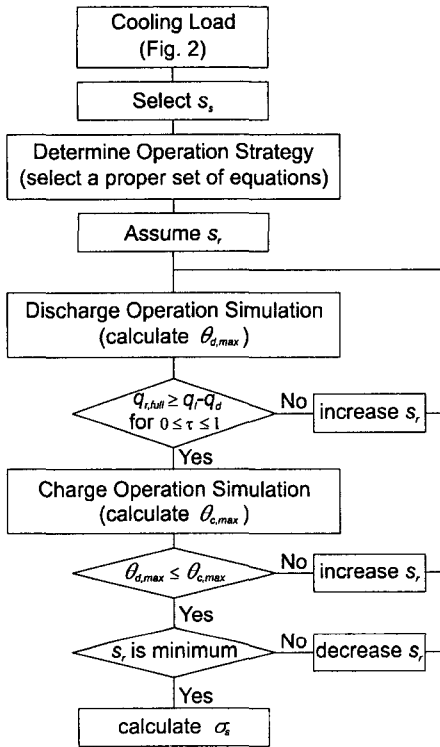 Cooling Load
(Fig. 2)
Select s_s
Determine Operation Strategy
(select a proper set of equations)
Assume s_r
Discharge Operation Simulation
(calculate θ_d,max)
q_r,full ≥ q_l-q_d
for 0 ≤ τ ≤ 1
No
increase s_r
Yes
Charge Operation Simulation
(calculate θ_c,max)
θ_d,max ≤ θ_c,max
No
increase s_r
Yes
s_r is minimum
No
decrease s_r
Yes
calculate σ_s